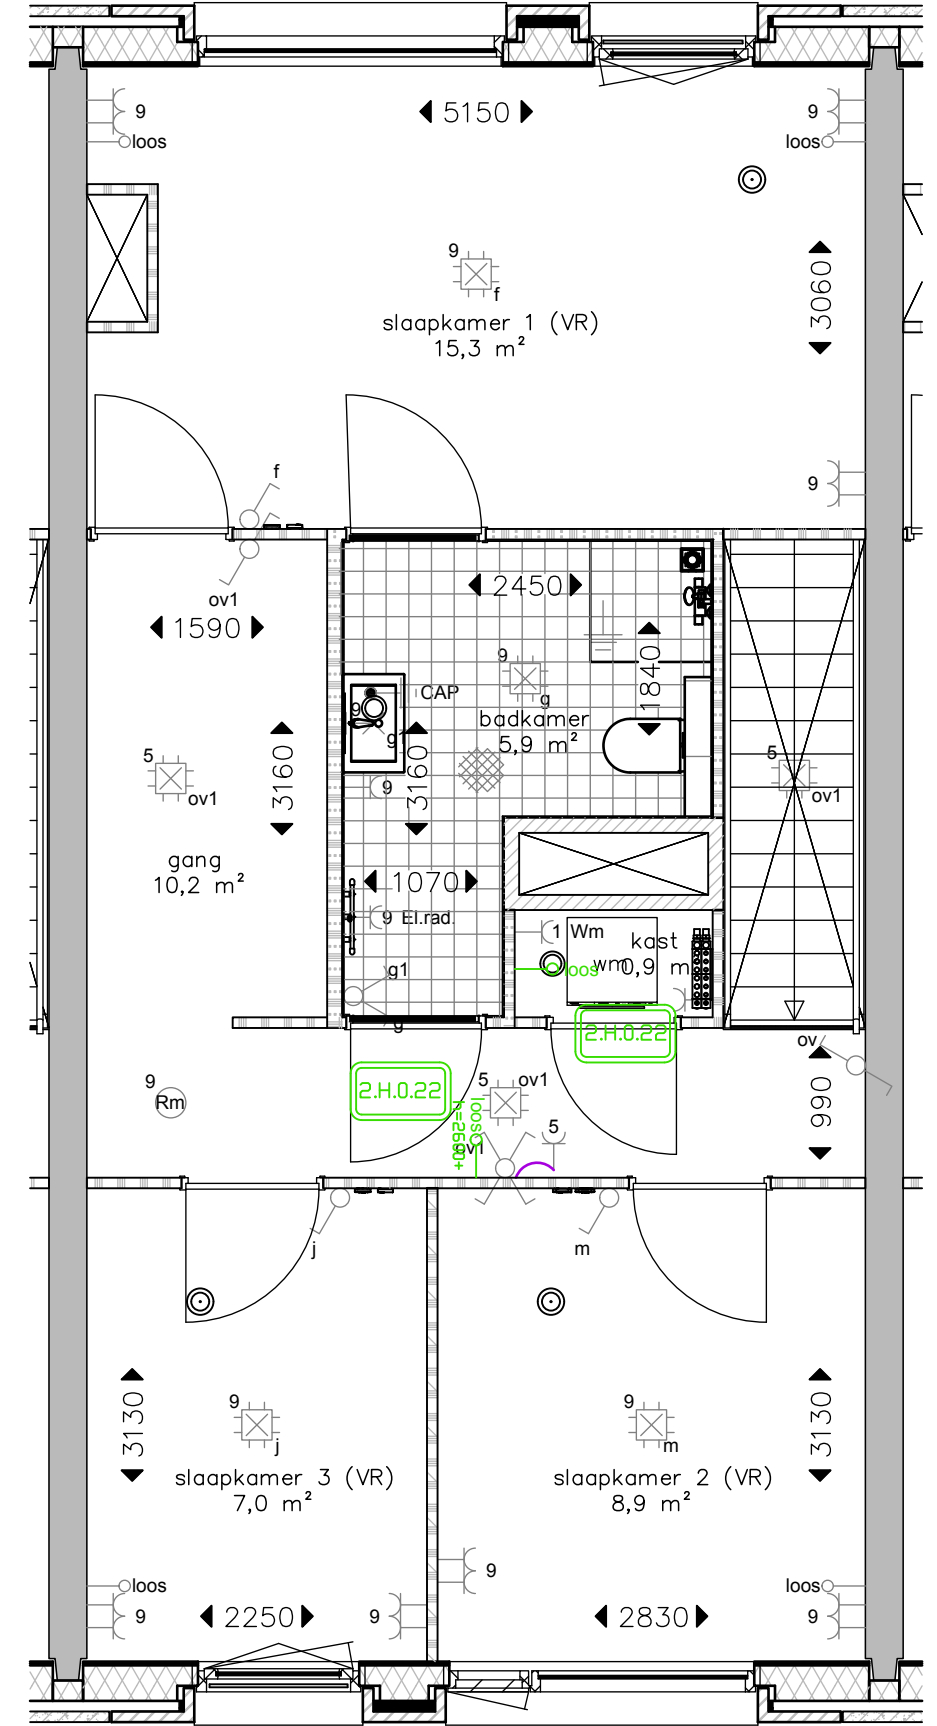 9
loos
5150
9
loos
9
f
slaapkamer 1 (VR)
15,3 m²
3060
f
9
ov1
1590
2450
9
g
1840
CAP
9
g
badkamer
5,9 m²
5
ov1
3160
9
3160
5
ov1
gang
10,2 m²
1070
9 El.rad.
1 Wm
kast
wm
0,9 m
loos
g1
g
2.H.0.22
ov
9
Rm
2.H.0.22
5
ov1
990
loos
h=2600+
ov1
5
j
m
3130
9
j
slaapkamer 3 (VR)
7,0 m²
9
m
slaapkamer 2 (VR)
8,9 m²
3130
9
loos
9
2250
9
2830
loos
9